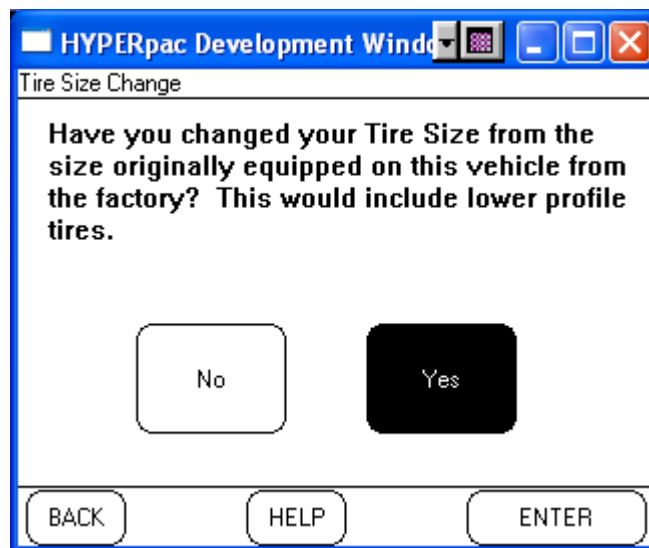 HYPERpac Development Windo
Tire Size Change
Have you changed your Tire Size from the
size originally equipped on this vehicle from
the factory? This would include lower profile
tires.
No Yes
BACK HELP ENTER